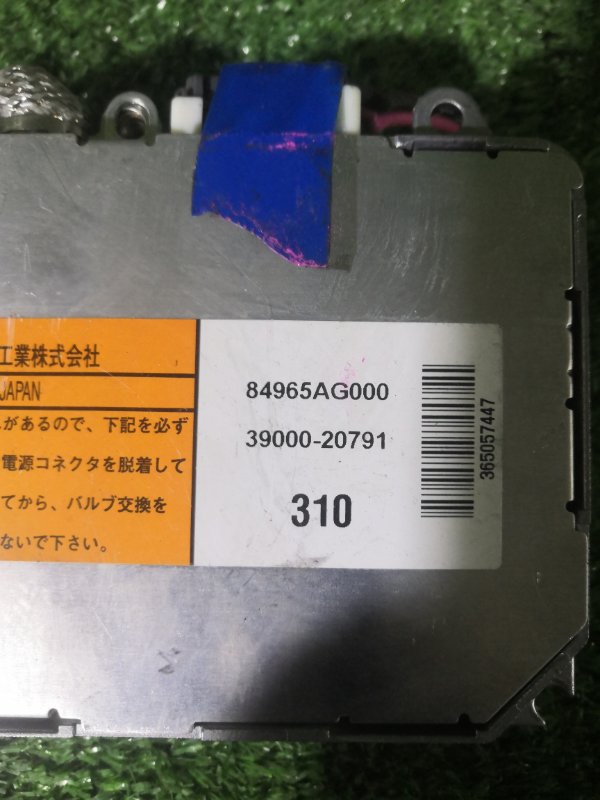 工業株式会社
JAPAN
があるので、下記を必ず
電源コネクタを脱着して
てから、バルブ交換を
ないで下さい。
84965AG000
39000-20791
310
365057447